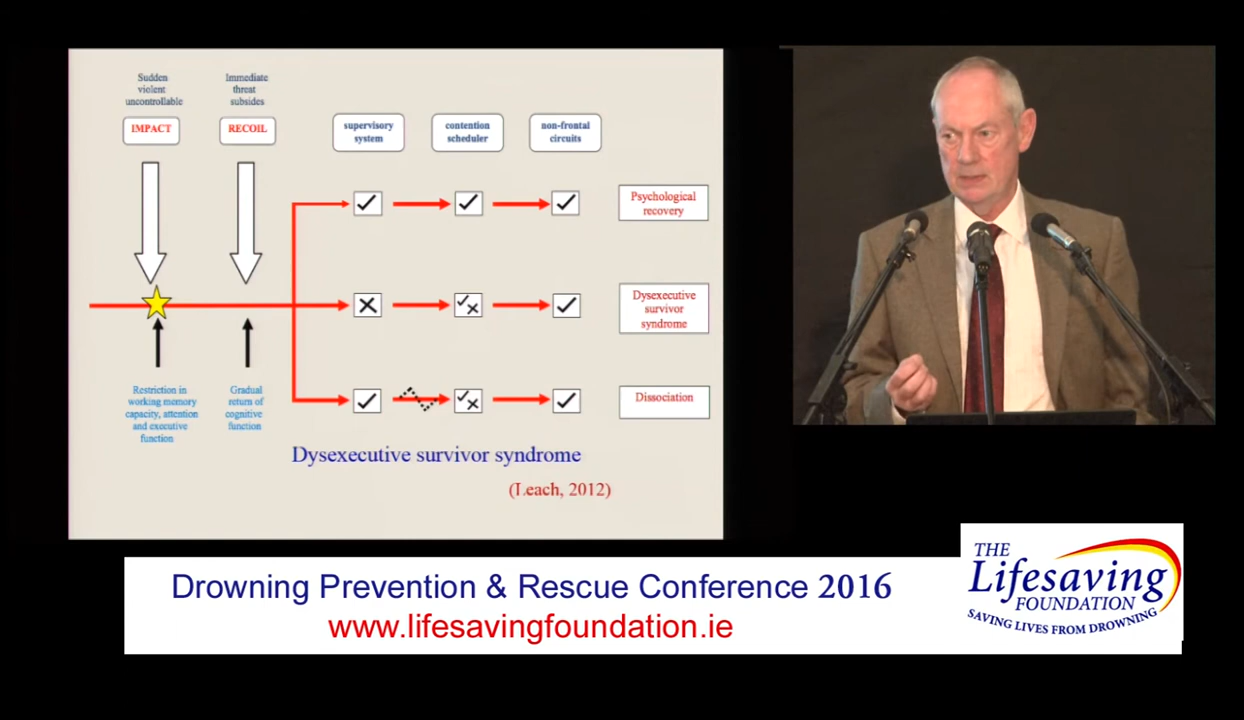 Sudden
violent
uncontrollable
Immediate
threat
subsides
IMPACT
RECOIL
supervisory
system
contention
scheduler
non-frontal
circuits
Psychological
recovery
Dysexecutive
survivor
syndrome
Dissociation
Restriction in
working memory
capacity, attention
and executive
function
Gradual
return of
cognitive
function
Dysexecutive survivor syndrome
(Leach, 2012)
Drowning Prevention & Rescue Conference 2016
www.lifesavingfoundation.ie
THE
Lifesaving
FOUNDATION
SAVING LIVES FROM DROWNING